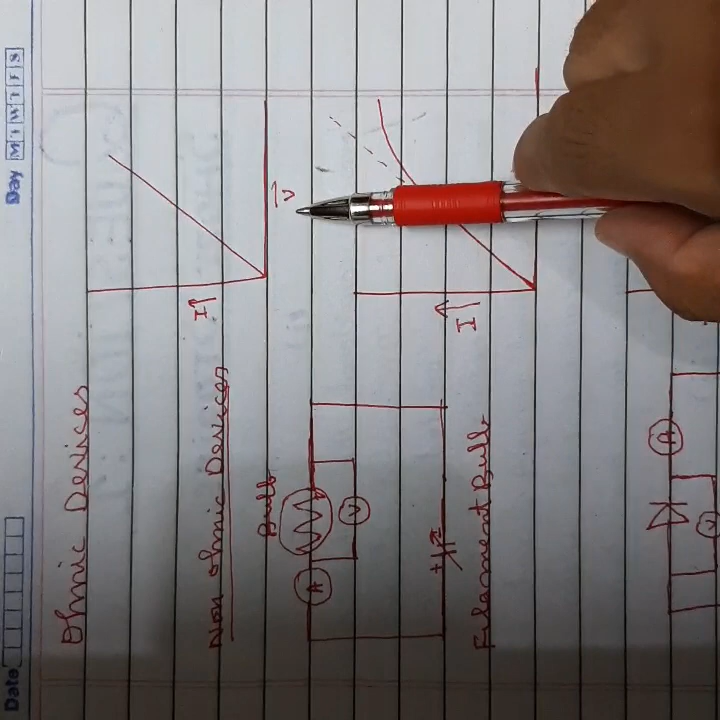 Day M T W T F S
Date
Ohmic Devices
I
V
Non Ohmic Devices
Bulb
A
V
+
Filament Bulb
I
A
V